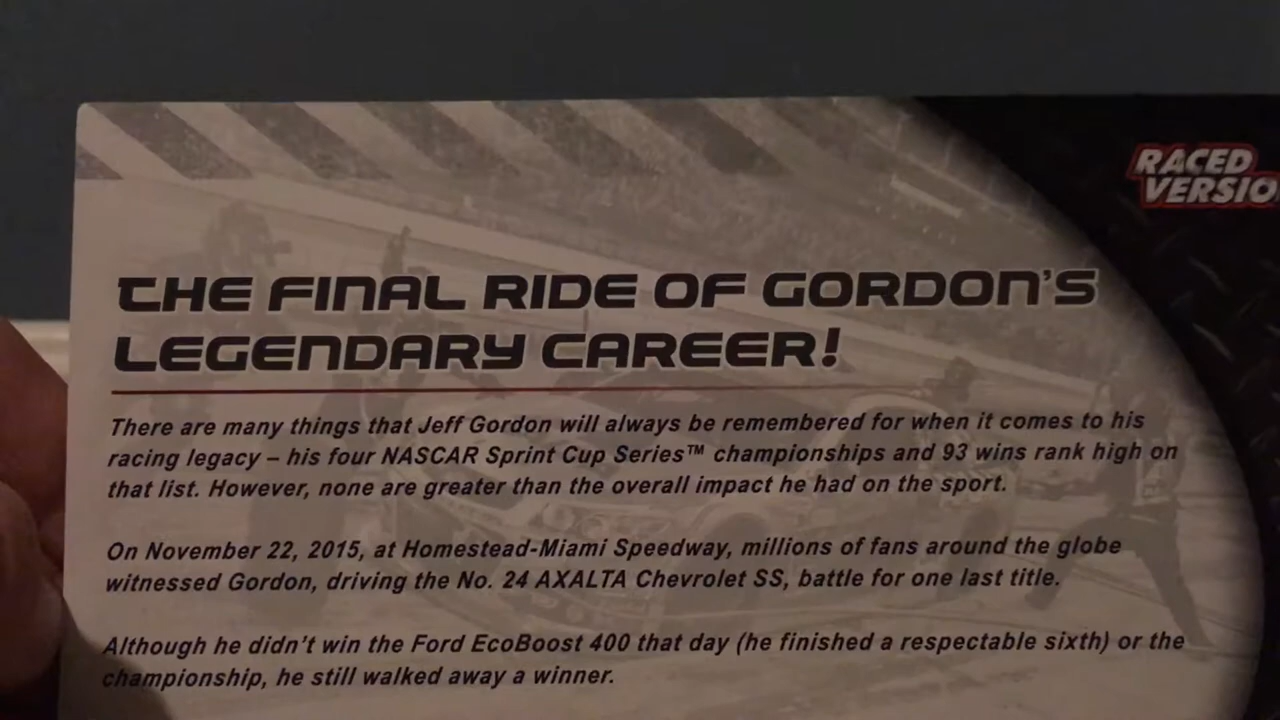 RACED
VERSIO
THE FINAL RIDE OF GORDON'S
LEGENDARY CAREER!
There are many things that Jeff Gordon will always be remembered for when it comes to his
racing legacy – his four NASCAR Sprint Cup Series™ championships and 93 wins rank high on
that list. However, none are greater than the overall impact he had on the sport.
On November 22, 2015, at Homestead-Miami Speedway, millions of fans around the globe
witnessed Gordon, driving the No. 24 AXALTA Chevrolet SS, battle for one last title.
Although he didn't win the Ford EcoBoost 400 that day (he finished a respectable sixth) or the
championship, he still walked away a winner.